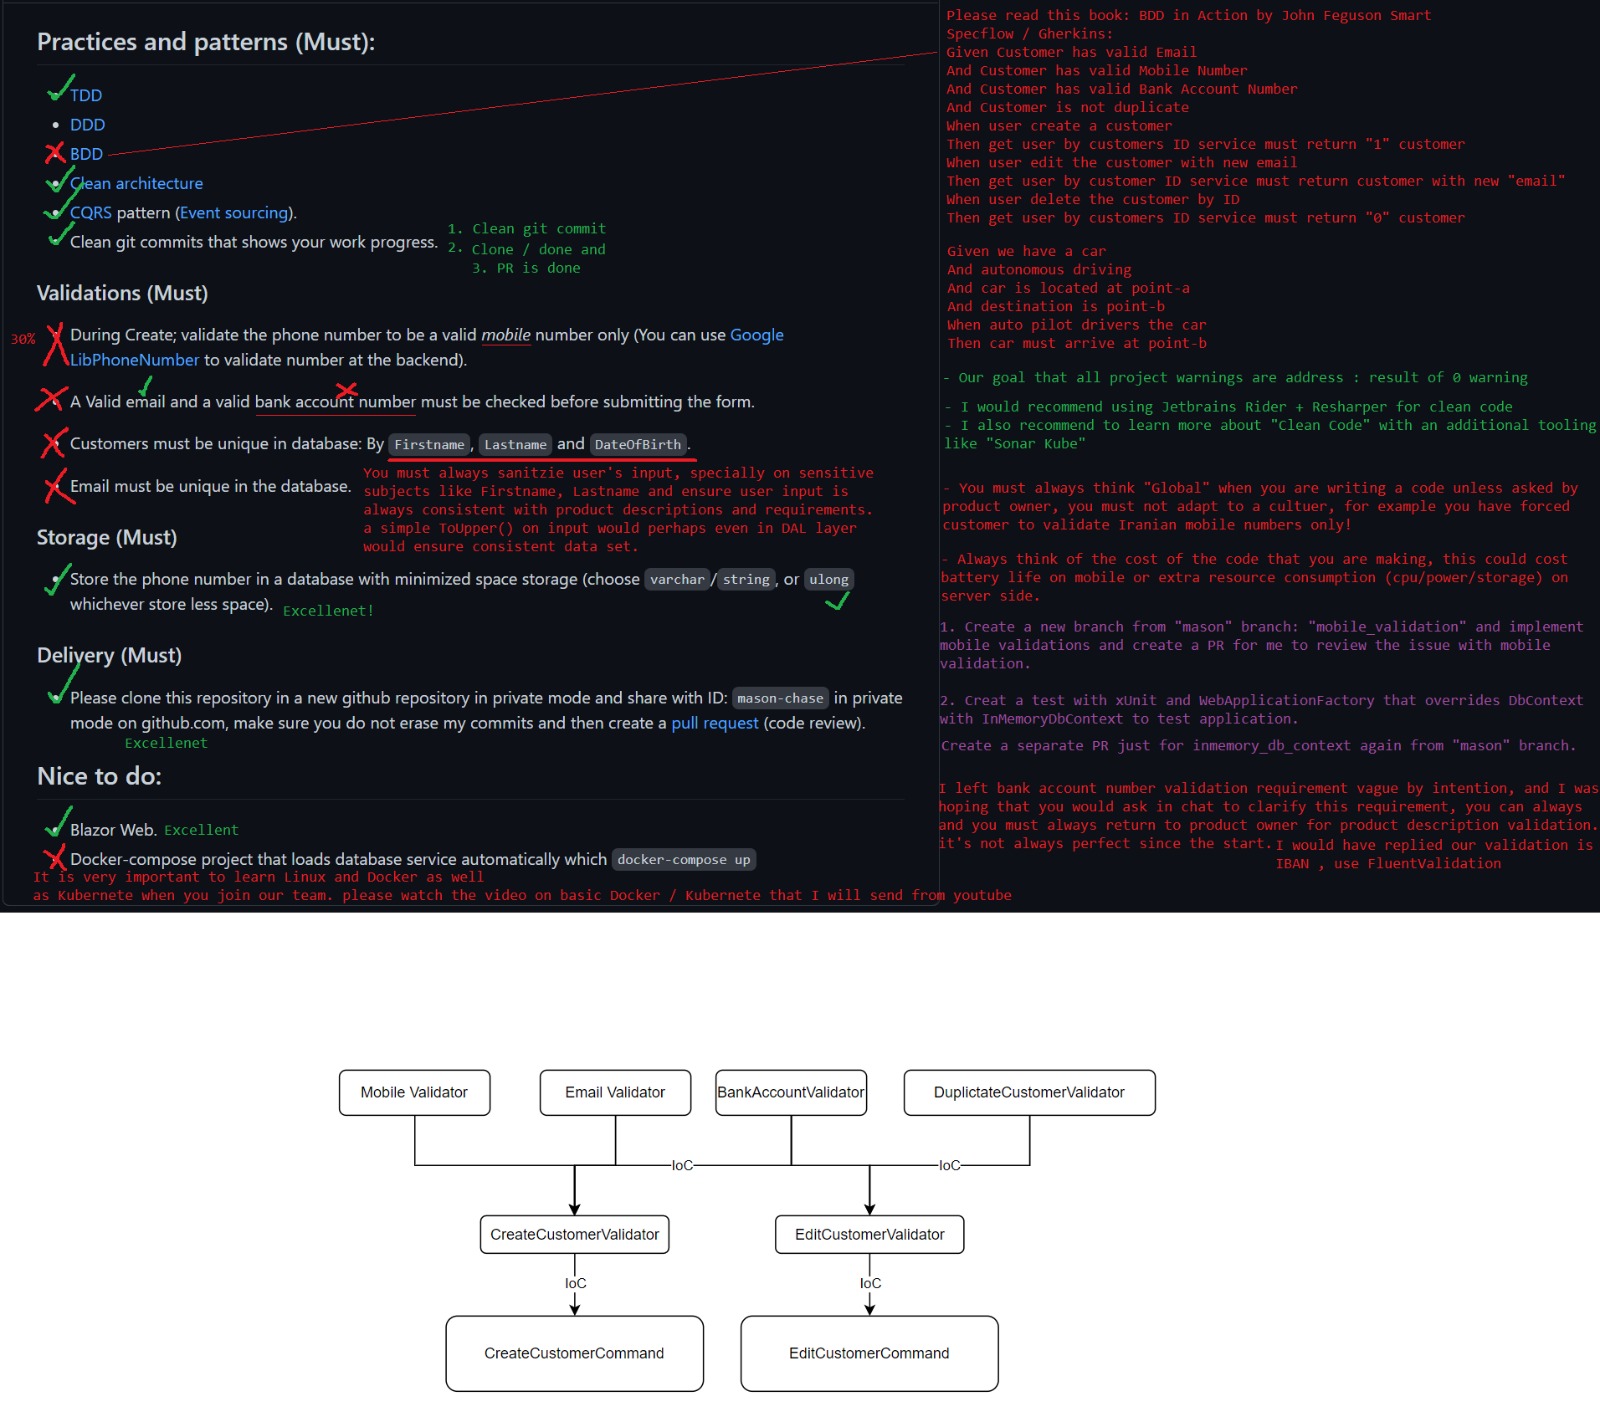 Practices and patterns (Must):
TDD
DDD
BDD
Clean architecture
CQRS pattern (Event sourcing).
Clean git commits that shows your work progress.
1. Clean git commit
2. Clone / done and
3. PR is done
Validations (Must)
30%
During Create; validate the phone number to be a valid mobile number only (You can use Google
LibPhoneNumber to validate number at the backend).
A Valid email and a valid bank account number must be checked before submitting the form.
Customers must be unique in database: By Firstname, Lastname and DateOfBirth.
Email must be unique in the database.
You must always sanitzie user's input, specially on sensitive
subjects like Firstname, Lastname and ensure user input is
always consistent with product descriptions and requirements.
a simple ToUpper() on input would perhaps even in DAL layer
would ensure consistent data set.
Storage (Must)
Store the phone number in a database with minimized space storage (choose varchar/string, or ulong
whichever store less space).
Excellenet!
Delivery (Must)
Please clone this repository in a new github repository in private mode and share with ID: mason-chase in private
mode on github.com, make sure you do not erase my commits and then create a pull request (code review).
Excellenet
Nice to do:
Blazor Web.
Excellent
Docker-compose project that loads database service automatically which docker-compose up
It is very important to learn Linux and Docker as well
as Kubernete when you join our team. please watch the video on basic Docker / Kubernete that I will send from youtube
Please read this book: BDD in Action by John Feguson Smart
Specflow / Gherkins:
Given Customer has valid Email
And Customer has valid Mobile Number
And Customer has valid Bank Account Number
And Customer is not duplicate
When user create a customer
Then get user by customers ID service must return "1" customer
When user edit the customer with new email
Then get user by customer ID service must return customer with new "email"
When user delete the customer by ID
Then get user by customers ID service must return "0" customer
Given we have a car
And autonomous driving
And car is located at point-a
And destination is point-b
When auto pilot drivers the car
Then car must arrive at point-b
- Our goal that all project warnings are address : result of 0 warning
- I would recommend using Jetbrains Rider + Resharper for clean code
- I also recommend to learn more about "Clean Code" with an additional tooling
like "Sonar Kube"
- You must always think "Global" when you are writing a code unless asked by
product owner, you must not adapt to a cultuer, for example you have forced
customer to validate Iranian mobile numbers only!
- Always think of the cost of the code that you are making, this could cost
battery life on mobile or extra resource consumption (cpu/power/storage) on
server side.
1. Create a new branch from "mason" branch: "mobile_validation" and implement
mobile validations and create a PR for me to review the issue with mobile
validation.
2. Creat a test with xUnit and WebApplicationFactory that overrides DbContext
with InMemoryDbContext to test application.
Create a separate PR just for inmemory_db_context again from "mason" branch.
I left bank account number validation requirement vague by intention, and I was
hoping that you would ask in chat to clarify this requirement, you can always
and you must always return to product owner for product description validation.
it's not always perfect since the start.
I would have replied our validation is
IBAN , use FluentValidation
Mobile Validator
Email Validator
BankAccountValidator
DuplictateCustomerValidator
IoC
IoC
CreateCustomerValidator
EditCustomerValidator
IoC
IoC
CreateCustomerCommand
EditCustomerCommand